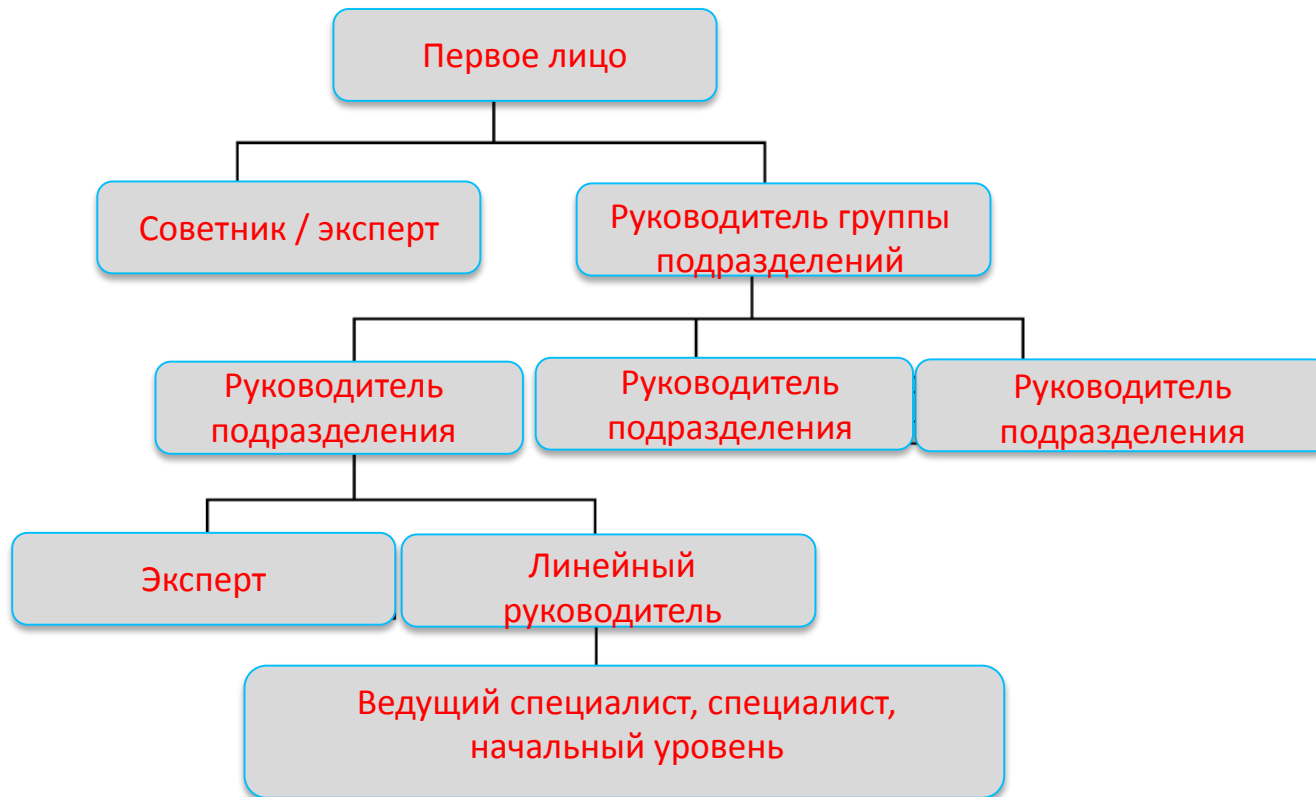 Первое лицо
Советник / эксперт
Руководитель группы
подразделений
Руководитель
подразделения
Руководитель
подразделения
Руководитель
подразделения
Эксперт
Линейный
руководитель
Ведущий специалист, специалист,
начальный уровень